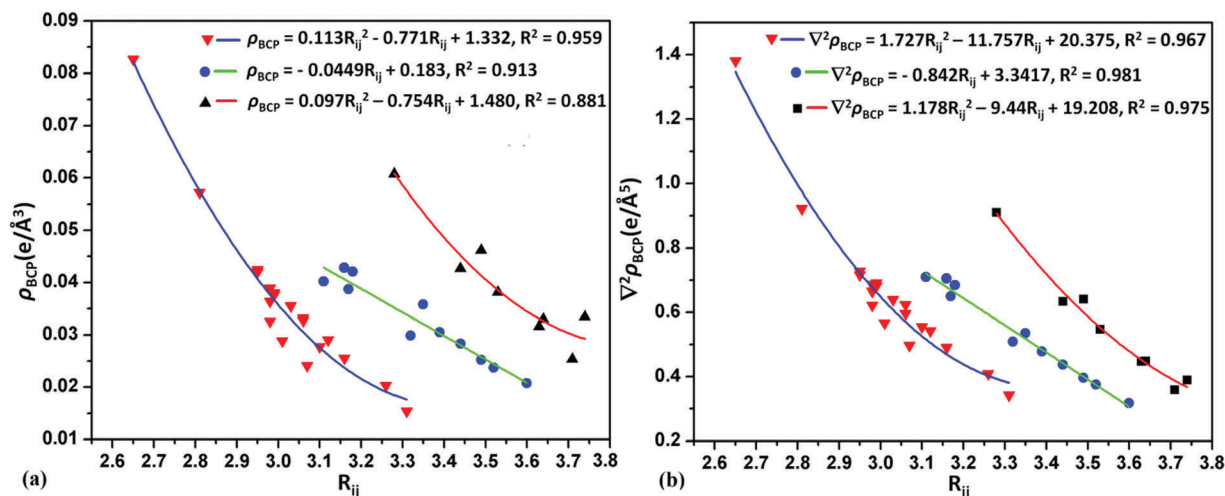 0.09
0.08
0.07
0.06
0.05
0.04
0.03
0.02
0.01
ρBCP(e/Å³)
ρBCP = 0.113Rij² - 0.771Rij + 1.332, R² = 0.959
ρBCP = - 0.0449Rij + 0.183, R² = 0.913
ρBCP = 0.097Rij² - 0.754Rij + 1.480, R² = 0.881
2.6 2.7 2.8 2.9 3.0 3.1 3.2 3.3 3.4 3.5 3.6 3.7 3.8
(a)
Rij
1.4
1.2
1.0
0.8
0.6
0.4
0.2
∇²ρBCP(e/Å⁵)
∇²ρBCP = 1.727Rij² – 11.757Rij + 20.375, R² = 0.967
∇²ρBCP = - 0.842Rij + 3.3417, R² = 0.981
∇²ρBCP = 1.178Rij² – 9.44Rij + 19.208, R² = 0.975
2.6 2.7 2.8 2.9 3.0 3.1 3.2 3.3 3.4 3.5 3.6 3.7 3.8
(b)
Rij